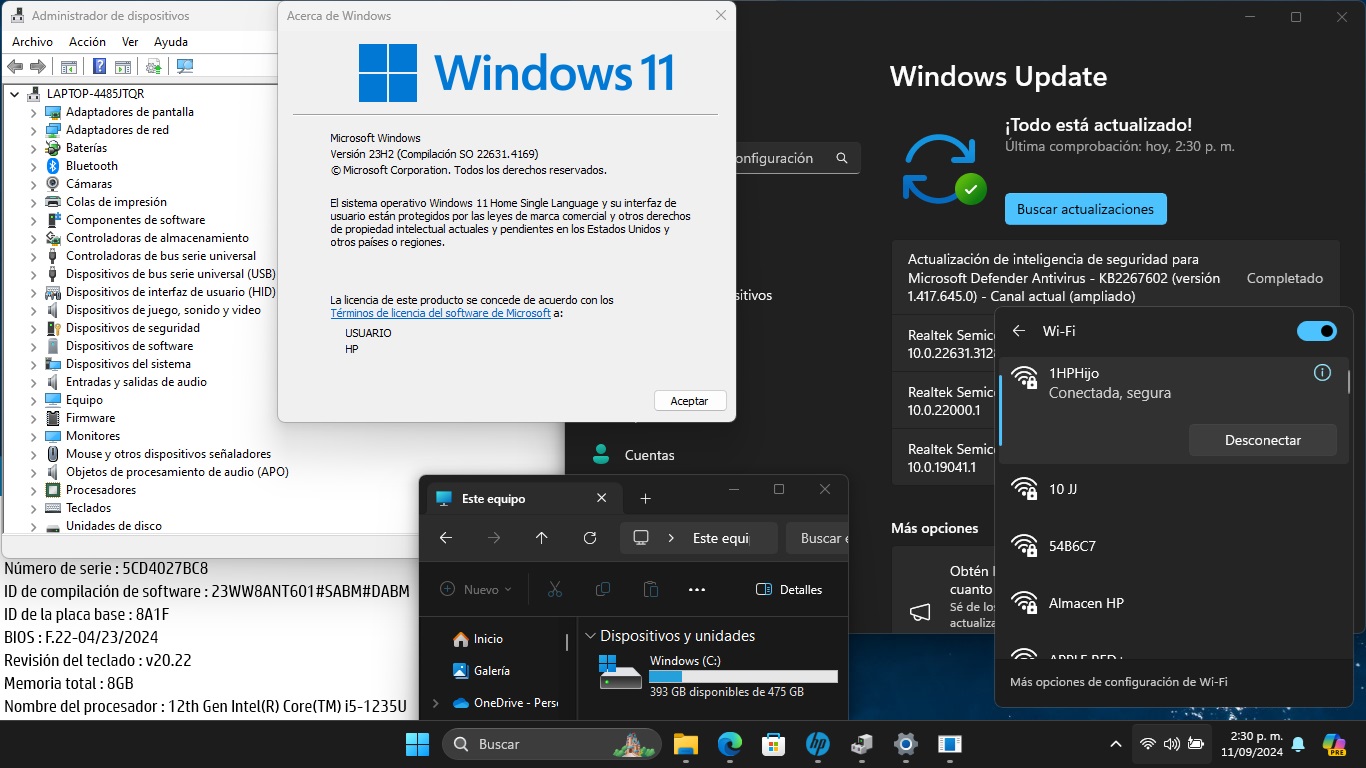 Administrador de dispositivos
Archivo Acción Ver Ayuda
LAPTOP-4485JTQR
Adaptadores de pantalla
Adaptadores de red
Baterías
Bluetooth
Cámaras
Colas de impresión
Componentes de software
Controladoras de almacenamiento
Controladoras de bus serie universal
Dispositivos de bus serie universal (USB)
Dispositivos de interfaz de usuario (HID)
Dispositivos de juego, sonido y video
Dispositivos de seguridad
Dispositivos de software
Dispositivos del sistema
Entradas y salidas de audio
Equipo
Firmware
Monitores
Mouse y otros dispositivos señaladores
Objetos de procesamiento de audio (APO)
Procesadores
Teclados
Unidades de disco
Acerca de Windows
Windows 11
Microsoft Windows
Versión 23H2 (Compilación SO 22631.4169)
© Microsoft Corporation. Todos los derechos reservados.
El sistema operativo Windows 11 Home Single Language y su interfaz de
usuario están protegidos por las leyes de marca comercial y otros derechos
de propiedad intelectual actuales y pendientes en los Estados Unidos y
otros países o regiones.
La licencia de este producto se concede de acuerdo con los
Términos de licencia del software de Microsoft a:
USUARIO
HP
Aceptar
onfiguración
sitivos
Cuentas
Windows Update
¡Todo está actualizado!
Última comprobación: hoy, 2:30 p. m.
Buscar actualizaciones
Actualización de inteligencia de seguridad para
Microsoft Defender Antivirus - KB2267602 (versión
1.417.645.0) - Canal actual (ampliado)
Completado
Realtek Semic
10.0.22631.312
Realtek Semic
10.0.22000.1
Realtek Semic
10.0.19041.1
Más opciones
Obtén l
cuanto
Sé de los
actualiza
Wi-Fi
1HPHijo
Conectada, segura
Desconectar
10 JJ
54B6C7
Almacen HP
Más opciones de configuración de Wi-Fi
Número de serie : 5CD4027BC8
ID de compilación de software : 23WW8ANT601#SABM#DABM
ID de la placa base : 8A1F
BIOS : F.22-04/23/2024
Revisión del teclado : v20.22
Memoria total : 8GB
Nombre del procesador : 12th Gen Intel(R) Core(TM) i5-1235U
Este equipo
Este equi
Buscar e
Nuevo
Detalles
Inicio
Galería
OneDrive - Perso
Dispositivos y unidades
Windows (C:)
393 GB disponibles de 475 GB
Buscar
hp
2:30 p. m.
11/09/2024
PRE